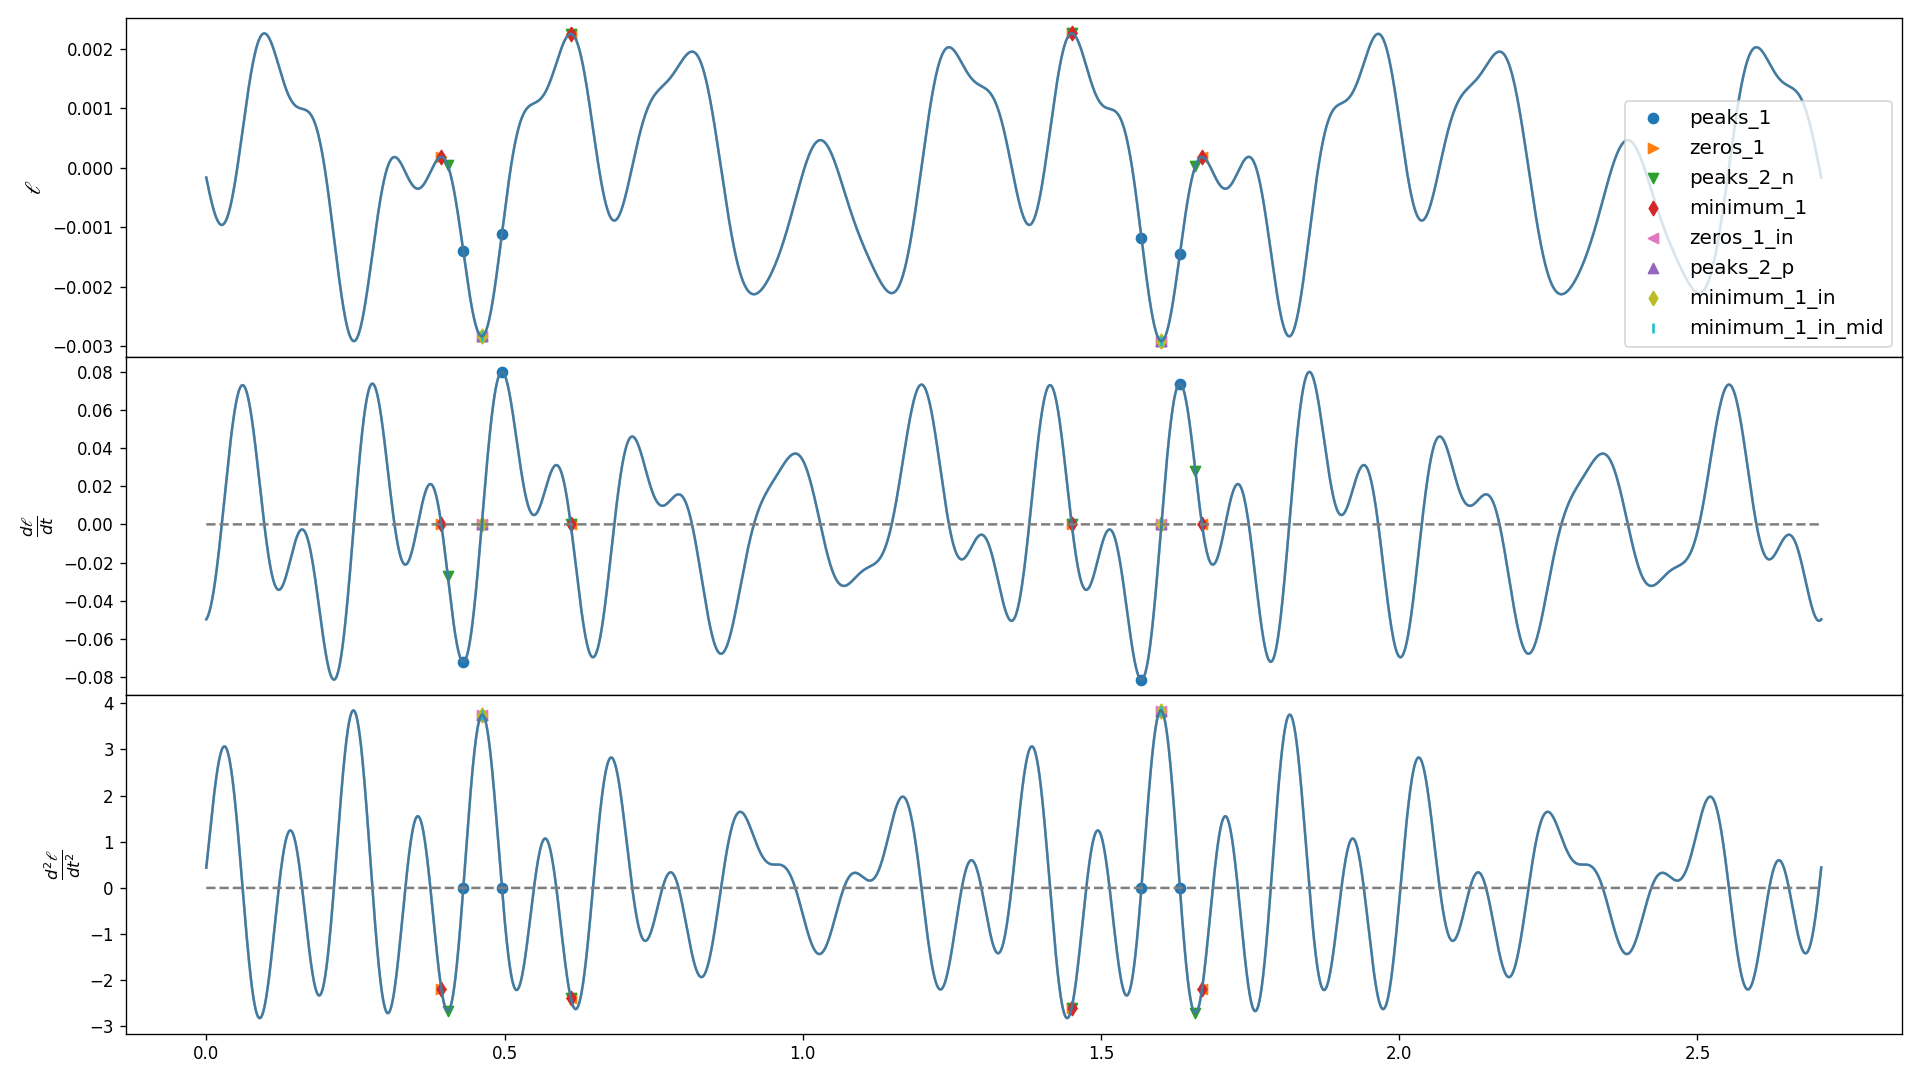 0.002
0.001
0.000
−0.001
−0.002
−0.003
ℓ
peaks_1
zeros_1
peaks_2_n
minimum_1
zeros_1_in
peaks_2_p
minimum_1_in
minimum_1_in_mid
0.08
0.06
0.04
0.02
0.00
−0.02
−0.04
−0.06
−0.08
dℓ
dt
4
3
2
1
0
−1
−2
−3
d²ℓ
dt²
0.0 0.5 1.0 1.5 2.0 2.5